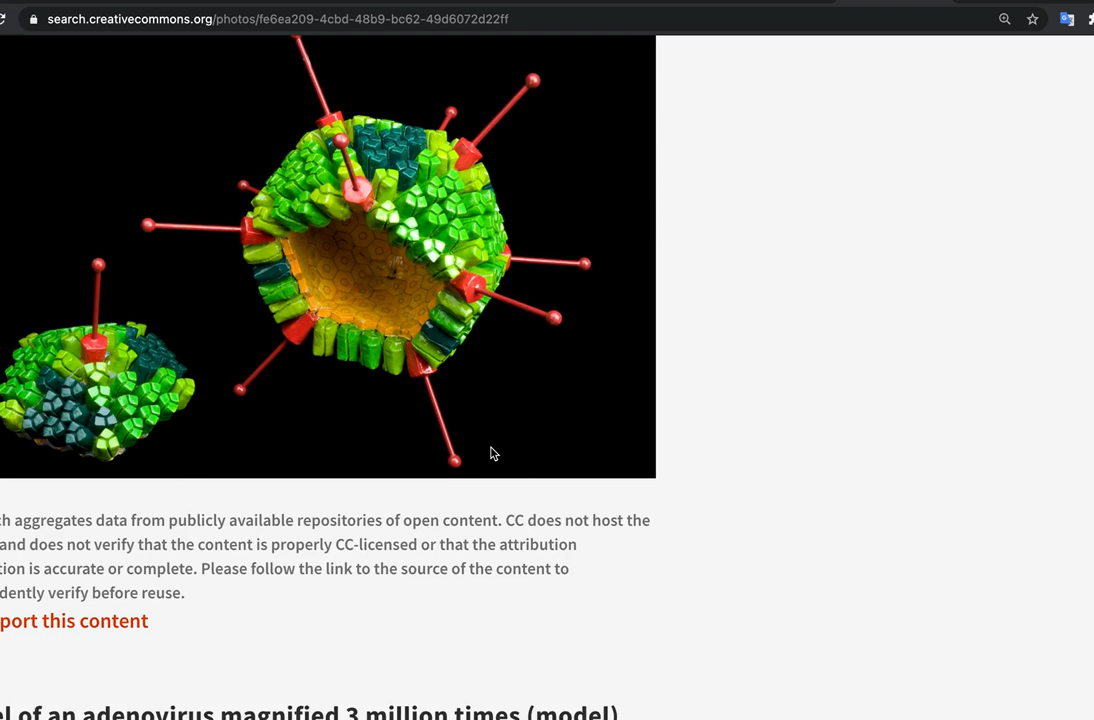 search.creativecommons.org/photos/fe6ea209-4cbd-48b9-bc62-49d6072d22ff
aggregates data from publicly available repositories of open content. CC does not host the
and does not verify that the content is properly CC-licensed or that the attribution
is accurate or complete. Please follow the link to the source of the content to
verify before reuse.
this content
of an adenovirus magnified 3 million times (model)